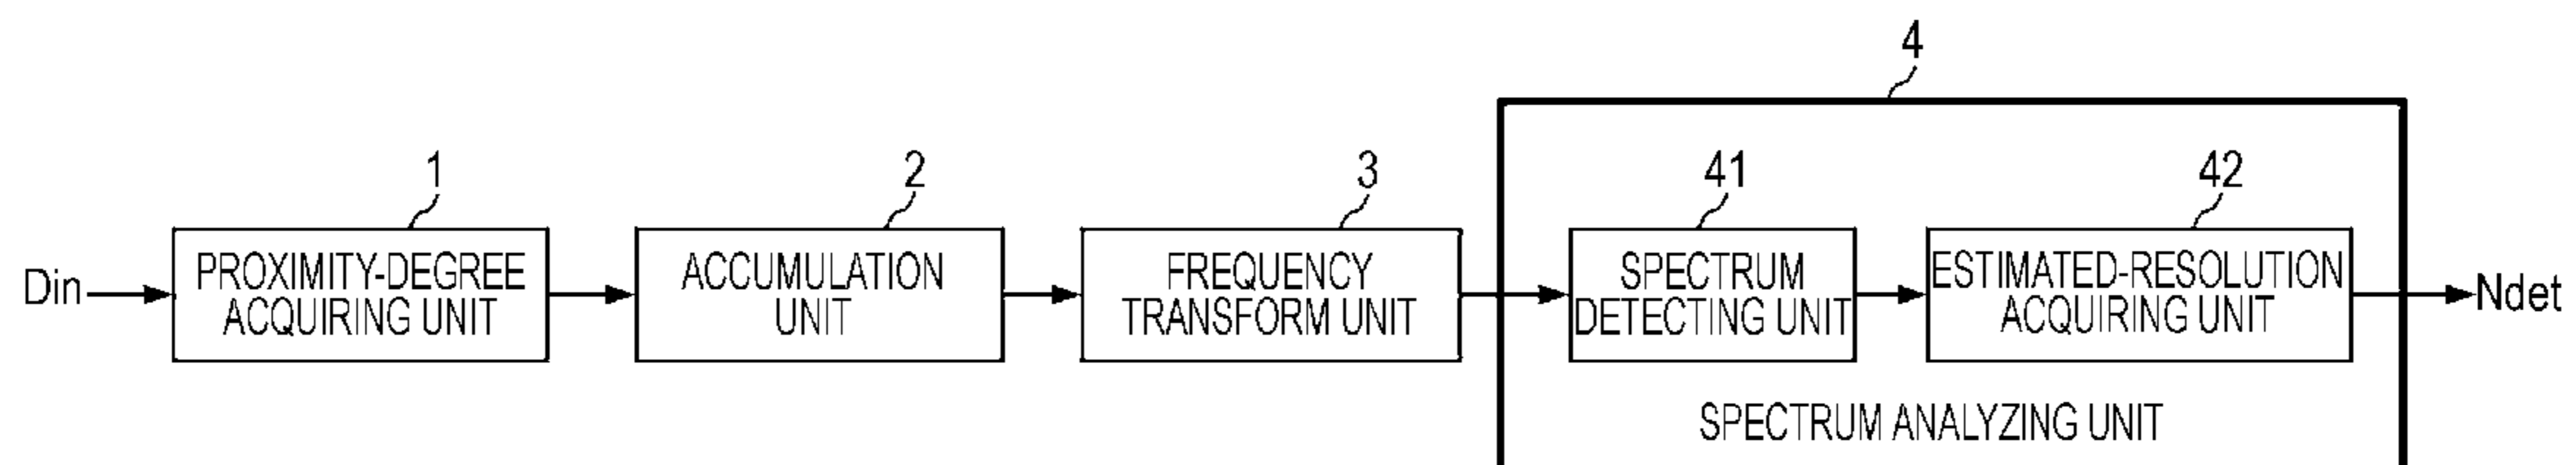 4
1
2
3
41
42
Din
PROXIMITY-DEGREE
ACQUIRING UNIT
ACCUMULATION
UNIT
FREQUENCY
TRANSFORM UNIT
SPECTRUM
DETECTING UNIT
ESTIMATED-RESOLUTION
ACQUIRING UNIT
Ndet
SPECTRUM ANALYZING UNIT